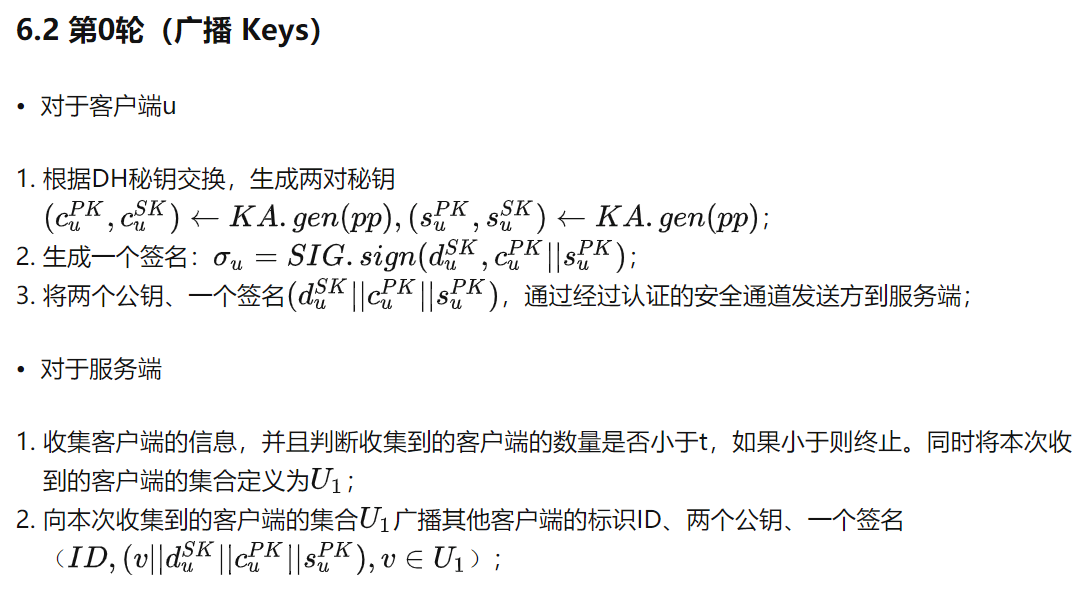 6.2 第0轮（广播 Keys）
• 对于客户端u
1. 根据DH秘钥交换，生成两对秘钥
$(c_u^{PK}, c_u^{SK}) \leftarrow KA.gen(pp), (s_u^{PK}, s_u^{SK}) \leftarrow KA.gen(pp)$；
2. 生成一个签名：$\sigma_u = SIG.sign(d_u^{SK}, c_u^{PK}||s_u^{PK})$；
3. 将两个公钥、一个签名$(d_u^{SK}||c_u^{PK}||s_u^{PK})$，通过经过认证的安全通道发送方到服务端；
• 对于服务端
1. 收集客户端的信息，并且判断收集到的客户端的数量是否小于t，如果小于则终止。同时将本次收
到的客户端的集合定义为$U_1$；
2. 向本次收集到的客户端的集合$U_1$广播其他客户端的标识ID、两个公钥、一个签名
（$ID, (v||d_u^{SK}||c_u^{PK}||s_u^{PK}), v \in U_1$）；